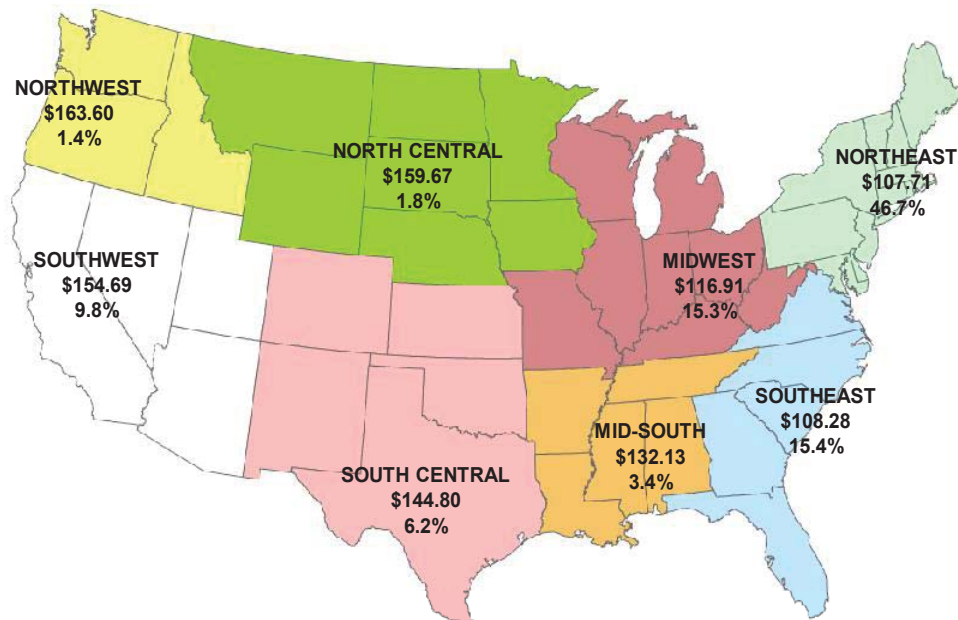 NORTHWEST
$163.60
1.4%
NORTH CENTRAL
$159.67
1.8%
NORTHEAST
$107.71
46.7%
SOUTHWEST
$154.69
9.8%
MIDWEST
$116.91
15.3%
SOUTHEAST
$108.28
15.4%
MID-SOUTH
$132.13
3.4%
SOUTH CENTRAL
$144.80
6.2%